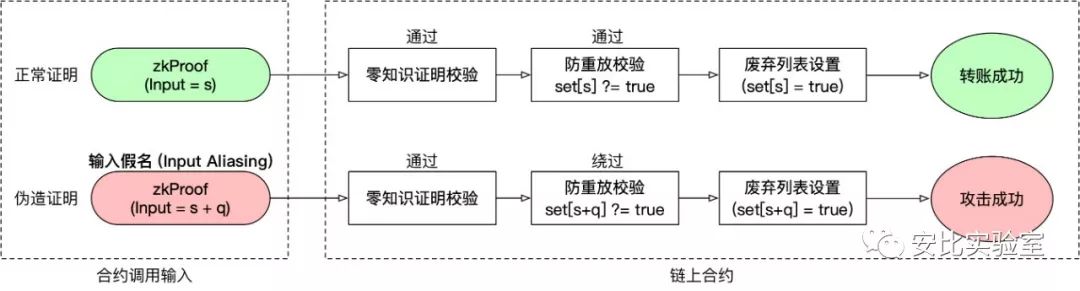 通过
通过
正常证明
zkProof
(Input = s)
零知识证明校验
防重放校验
set[s] ?= true
废弃列表设置
(set[s] = true)
转账成功
输入假名 (Input Aliasing)
通过
绕过
伪造证明
zkProof
(Input = s + q)
零知识证明校验
防重放校验
set[s+q] ?= true
废弃列表设置
(set[s+q] = true)
攻击成功
安比实验室
合约调用输入
链上合约